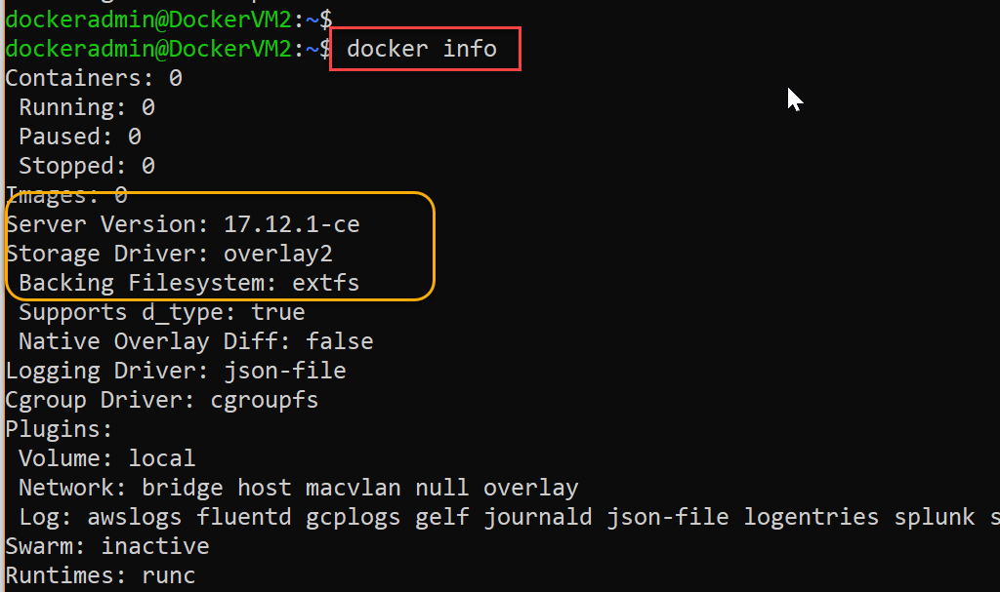 dockeradmin@DockerVM2:~$
dockeradmin@DockerVM2:~$ docker info
Containers: 0
 Running: 0
 Paused: 0
 Stopped: 0
Images: 0
Server Version: 17.12.1-ce
Storage Driver: overlay2
 Backing Filesystem: extfs
 Supports d_type: true
 Native Overlay Diff: false
Logging Driver: json-file
Cgroup Driver: cgroupfs
Plugins:
 Volume: local
 Network: bridge host macvlan null overlay
 Log: awslogs fluentd gcplogs gelf journald json-file logentries splunk
Swarm: inactive
Runtimes: runc